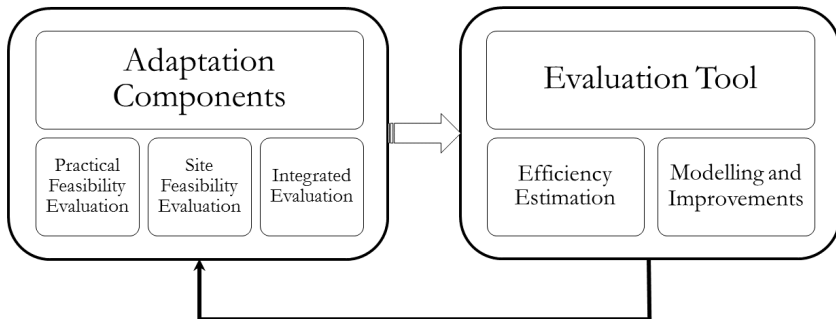 Adaptation
Components
Practical
Feasibility
Evaluation
Site
Feasibility
Evaluation
Integrated
Evaluation
Evaluation Tool
Efficiency
Estimation
Modelling and
Improvements